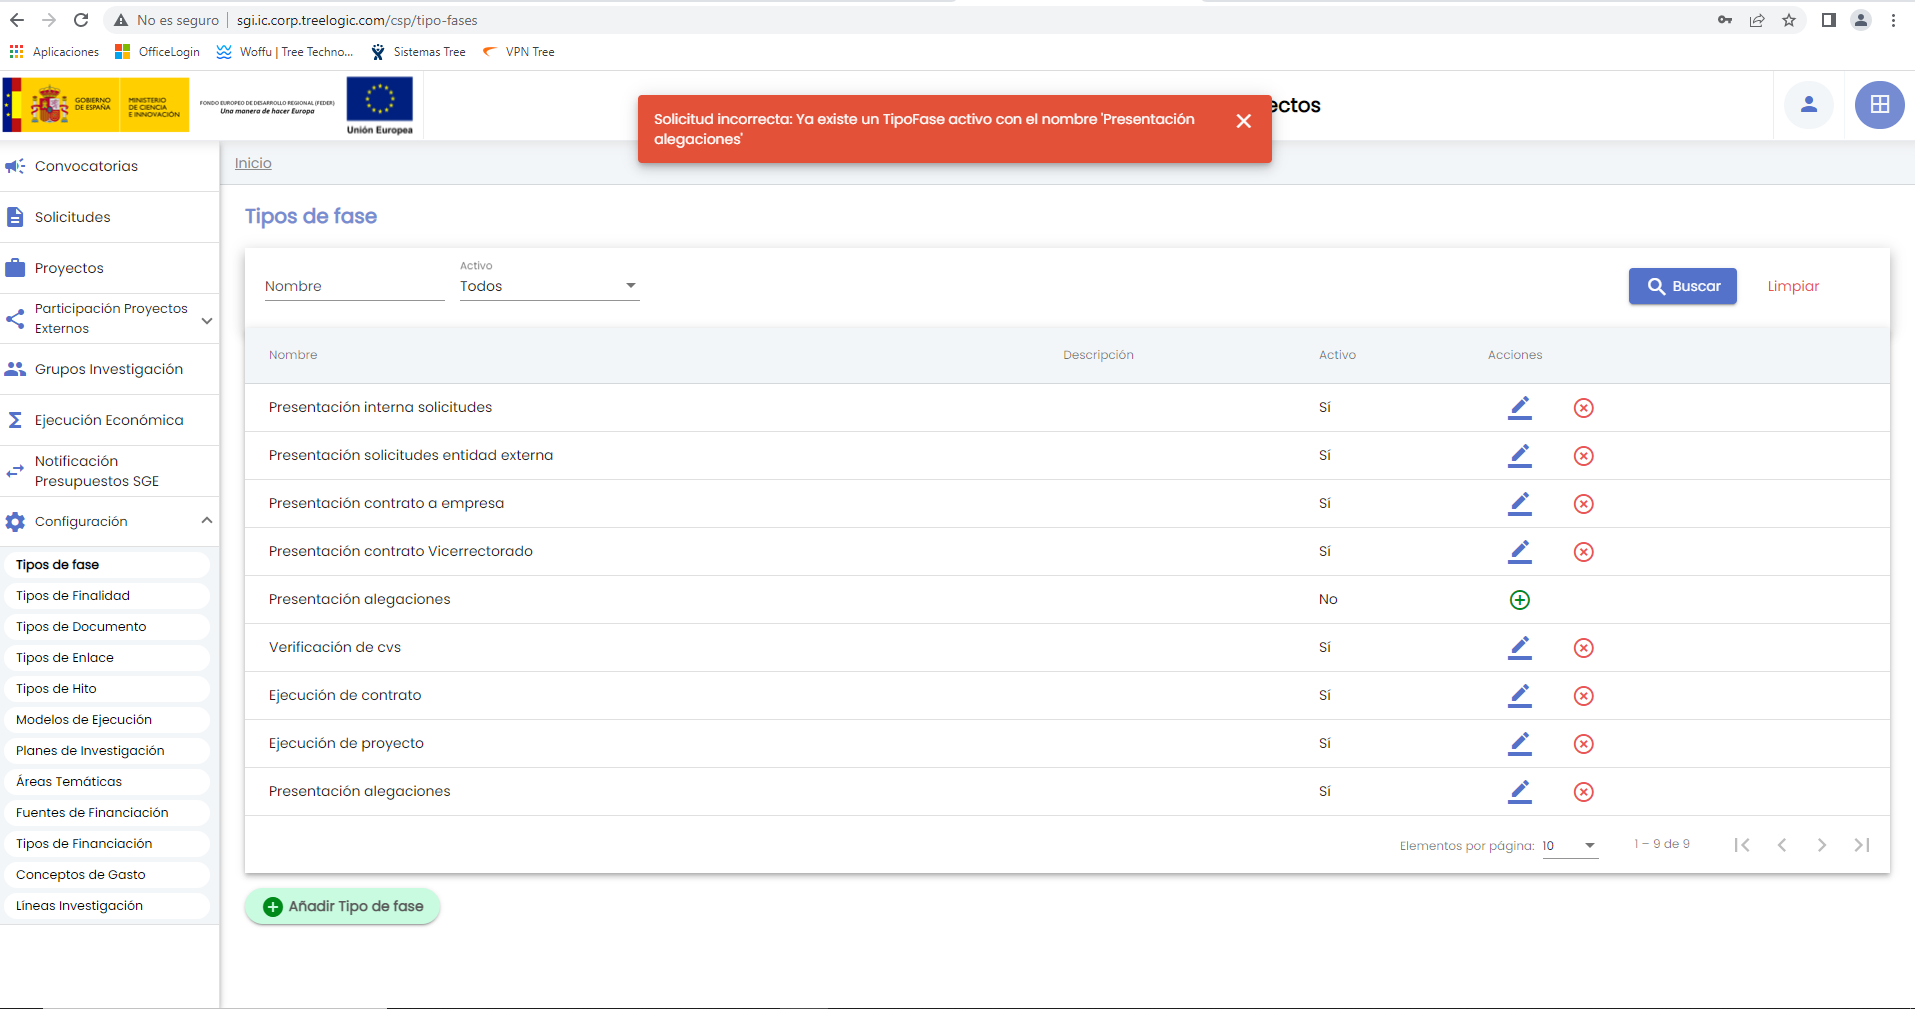 No es seguro
sgi.ic.corp.treelogic.com/csp/tipo-fases
Aplicaciones
OfficeLogin
Woffu | Tree Techno...
Sistemas Tree
VPN Tree
GOBIERNO
DE ESPAÑA
MINISTERIO
DE CIENCIA
E INNOVACIÓN
FONDO EUROPEO DE DESARROLLO REGIONAL (FEDER)
Una manera de hacer Europa
Unión Europea
ectos
Solicitud incorrecta: Ya existe un TipoFase activo con el nombre 'Presentación
alegaciones'
Convocatorias
Solicitudes
Proyectos
Participación Proyectos
Externos
Grupos Investigación
Ejecución Económica
Notificación
Presupuestos SGE
Configuración
Tipos de fase
Tipos de Finalidad
Tipos de Documento
Tipos de Enlace
Tipos de Hito
Modelos de Ejecución
Planes de Investigación
Áreas Temáticas
Fuentes de Financiación
Tipos de Financiación
Conceptos de Gasto
Líneas Investigación
Inicio
Tipos de fase
Nombre
Activo
Todos
Buscar
Limpiar
Nombre Descripción Activo Acciones
Presentación interna solicitudes Sí
Presentación solicitudes entidad externa Sí
Presentación contrato a empresa Sí
Presentación contrato Vicerrectorado Sí
Presentación alegaciones No
Verificación de cvs Sí
Ejecución de contrato Sí
Ejecución de proyecto Sí
Presentación alegaciones Sí
Elementos por página: 10 1 – 9 de 9
Añadir Tipo de fase